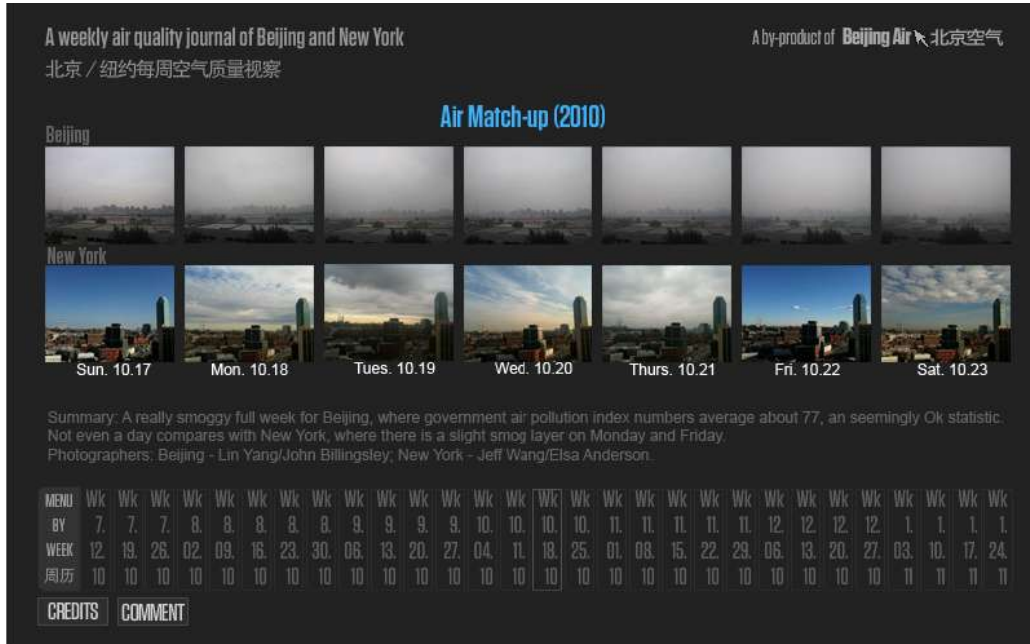 A weekly air quality journal of Beijing and New York
A by-product of Beijing Air 北京空气
北京 / 纽约每周空气质量视察
Air Match-up (2010)
Beijing
New York
Sun. 10.17 Mon. 10.18 Tues. 10.19 Wed. 10.20 Thurs. 10.21 Fri. 10.22 Sat. 10.23
Summary: A really smoggy full week for Beijing, where government air pollution index numbers average about 77, an seemingly Ok statistic.
Not even a day compares with New York, where there is a slight smog layer on Monday and Friday.
Photographers: Beijing - Lin Yang/John Billingsley; New York - Jeff Wang/Elsa Anderson.
MENU Wk Wk Wk Wk Wk Wk Wk Wk Wk Wk Wk Wk Wk Wk Wk Wk Wk Wk Wk Wk Wk Wk Wk Wk Wk Wk Wk Wk Wk
BY 7. 7. 7. 8. 8. 8. 8. 8. 9. 9. 9. 9. 10. 10. 10. 10. 11. 11. 11. 11. 11. 12. 12. 12. 12. 1. 1. 1. 1.
WEEK 12. 19. 26. 02. 09. 16. 23. 30. 06. 13. 20. 27. 04. 11. 18. 25. 01. 08. 15. 22. 29. 06. 13. 20. 27. 03. 10. 17. 24.
周历 10 10 10 10 10 10 10 10 10 10 10 10 10 10 10 10 10 10 10 10 10 10 10 10 10 11 11 11 11
CREDITS COMMENT